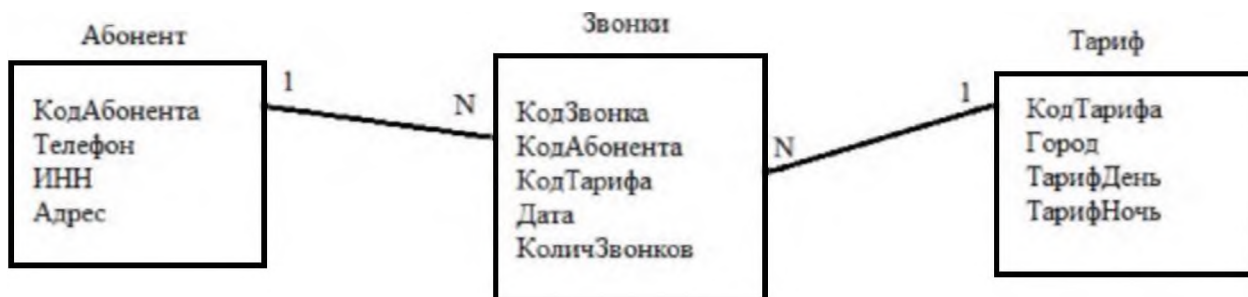 Абонент
КодАбонента
Телефон
ИНН
Адрес
1
N
Звонки
КодЗвонка
КодАбонента
КодТарифа
Дата
КоличЗвонков
N
1
Тариф
КодТарифа
Город
ТарифДень
ТарифНочь